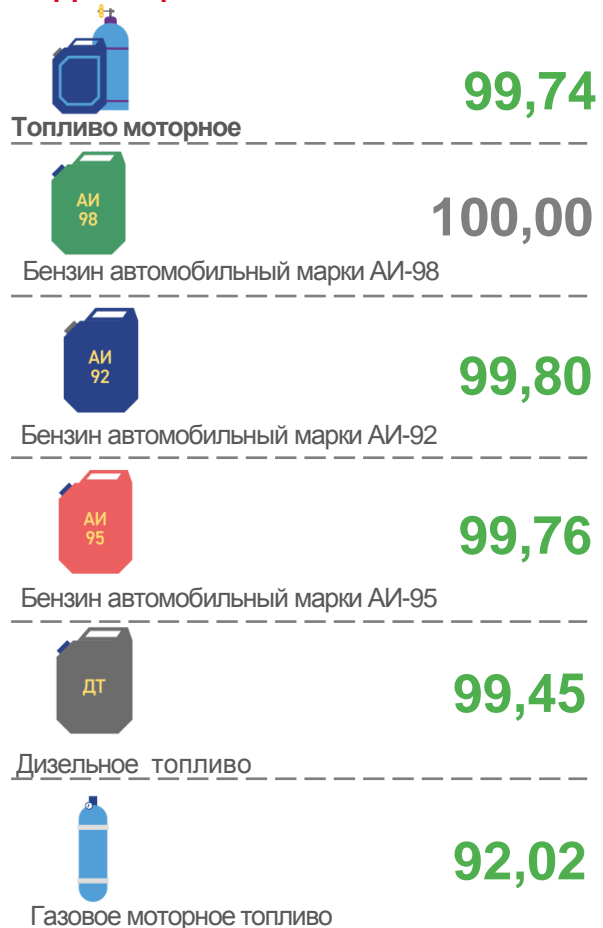 99,74
Топливо моторное
АИ
98
100,00
Бензин автомобильный марки АИ-98
АИ
92
99,80
Бензин автомобильный марки АИ-92
АИ
95
99,76
Бензин автомобильный марки АИ-95
ДТ
99,45
Дизельное топливо
92,02
Газовое моторное топливо